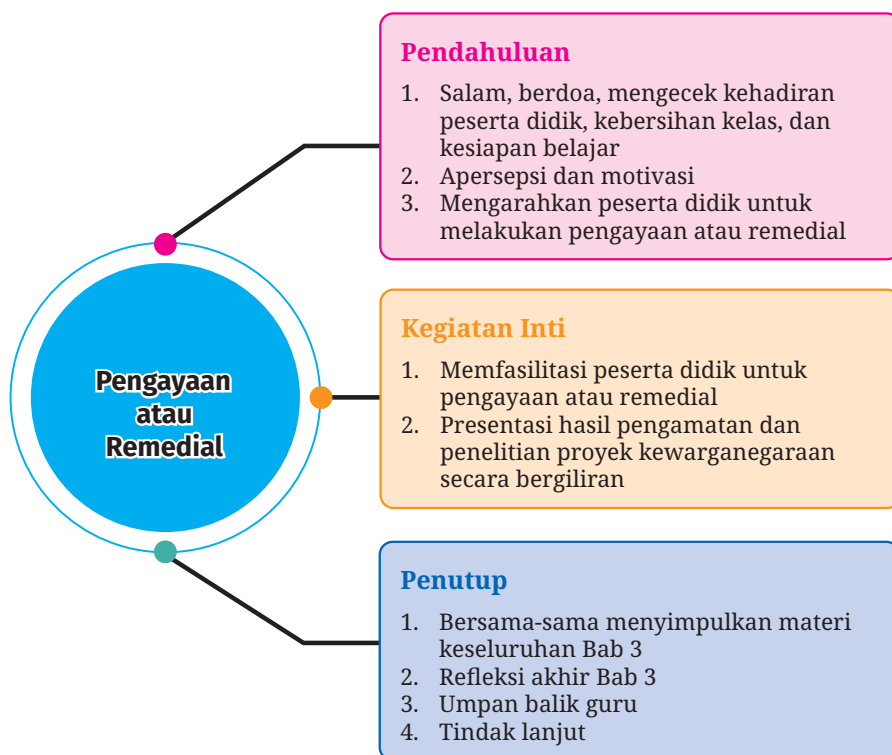 Pendahuluan
1. Salam, berdoa, mengecek kehadiran
peserta didik, kebersihan kelas, dan
kesiapan belajar
2. Apersepsi dan motivasi
3. Mengarahkan peserta didik untuk
melakukan pengayaan atau remedial
Pengayaan
atau
Remedial
Kegiatan Inti
1. Memfasilitasi peserta didik untuk
pengayaan atau remedial
2. Presentasi hasil pengamatan dan
penelitian proyek kewarganegaraan
secara bergiliran
Penutup
1. Bersama-sama menyimpulkan materi
keseluruhan Bab 3
2. Refleksi akhir Bab 3
3. Umpan balik guru
4. Tindak lanjut